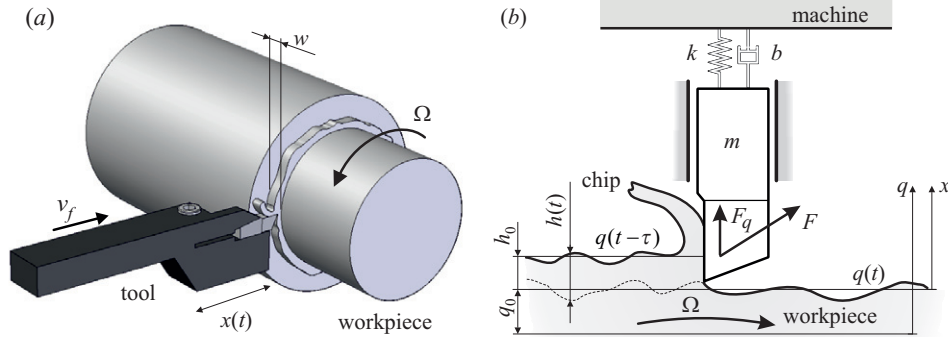 (a)
w
Ω
v_f
tool
x(t)
workpiece
(b)
machine
k
b
m
chip
h(t)
h_0
q(t−τ)
F_q
F
q
x
q(t)
q_0
Ω
workpiece